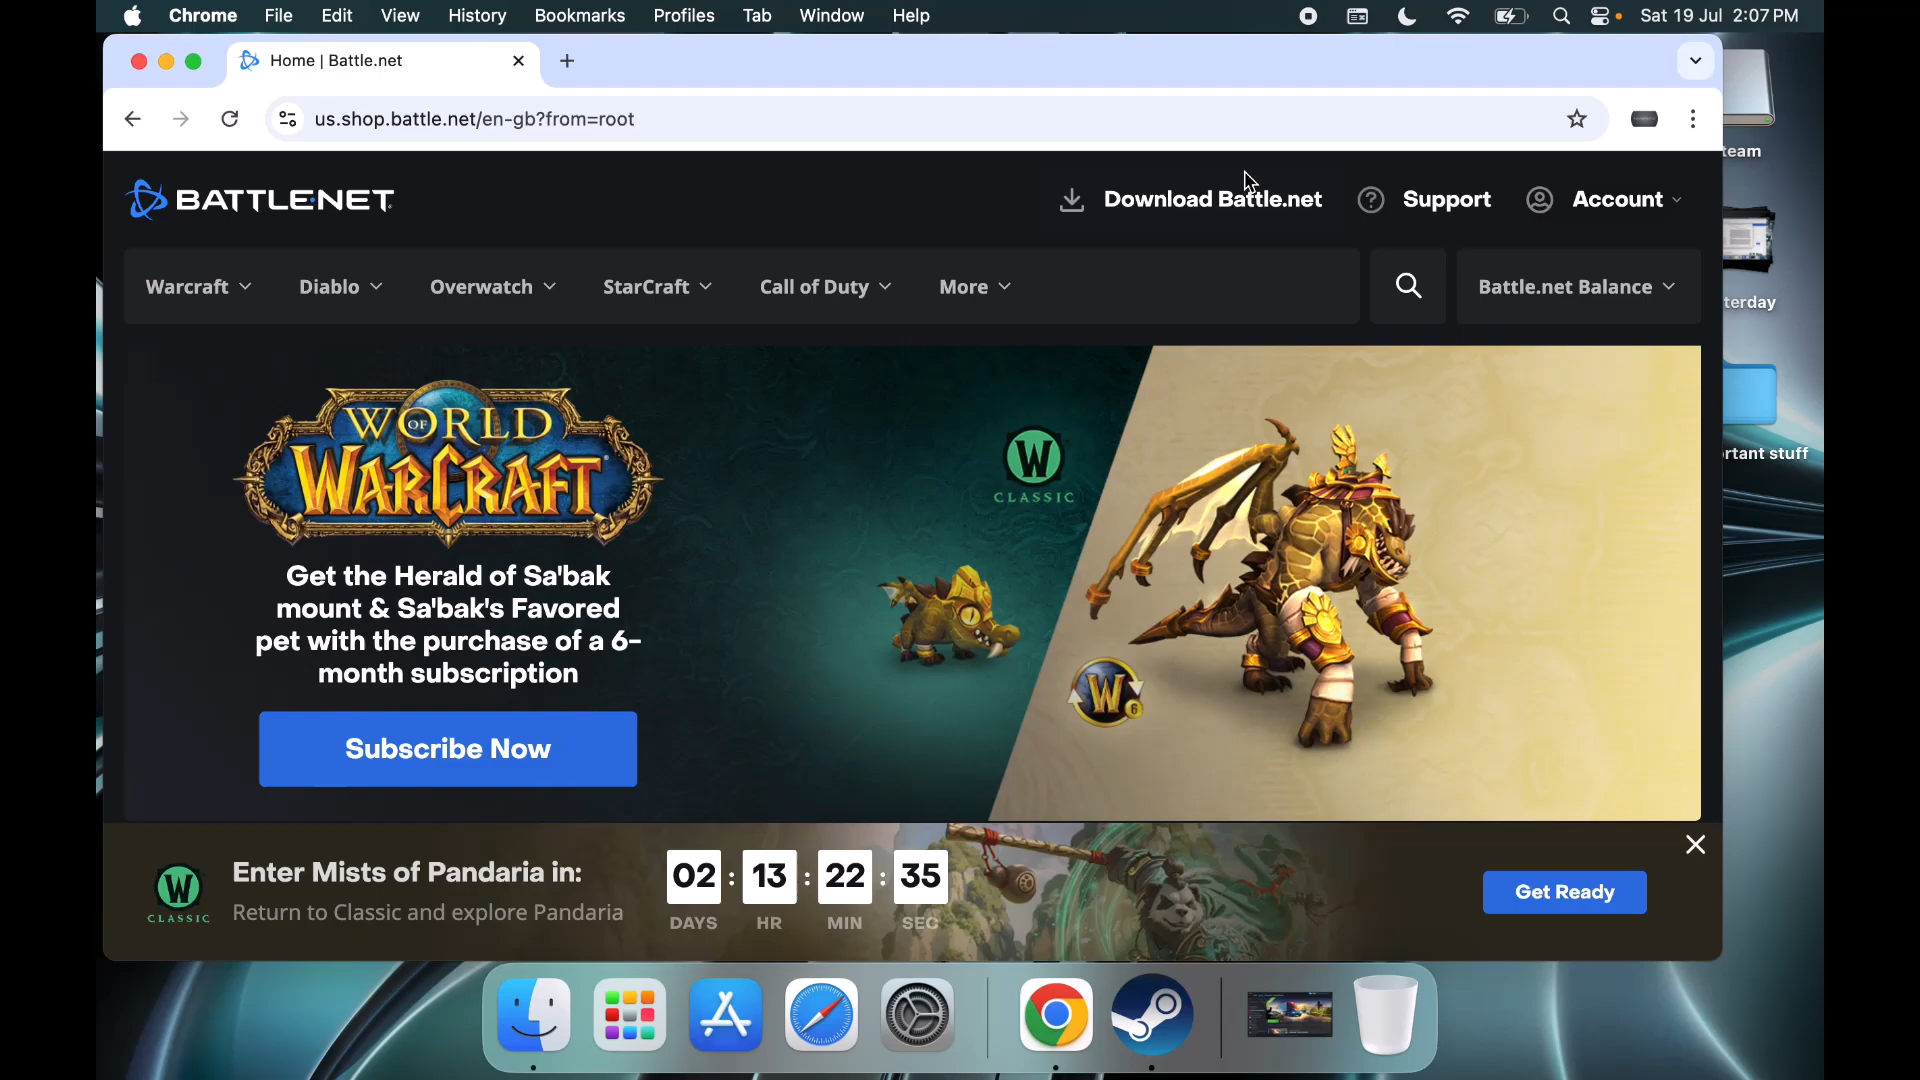 Chrome File Edit View History Bookmarks Profiles Tab Window Help Sat 19 Jul 2:07 PM
Home | Battle.net
us.shop.battle.net/en-gb?from=root
BATTLE.NET Download Battle.net Support Account
Warcraft Diablo Overwatch StarCraft Call of Duty More Battle.net Balance
WORLD
OF
WARCRAFT
W
CLASSIC
Get the Herald of Sa'bak
mount & Sa'bak's Favored
pet with the purchase of a 6-
month subscription
W
6
Subscribe Now
W
CLASSIC
Enter Mists of Pandaria in:
Return to Classic and explore Pandaria
02 : 13 : 22 : 35
DAYS HR MIN SEC
Get Ready
team
terday
rtant stuff